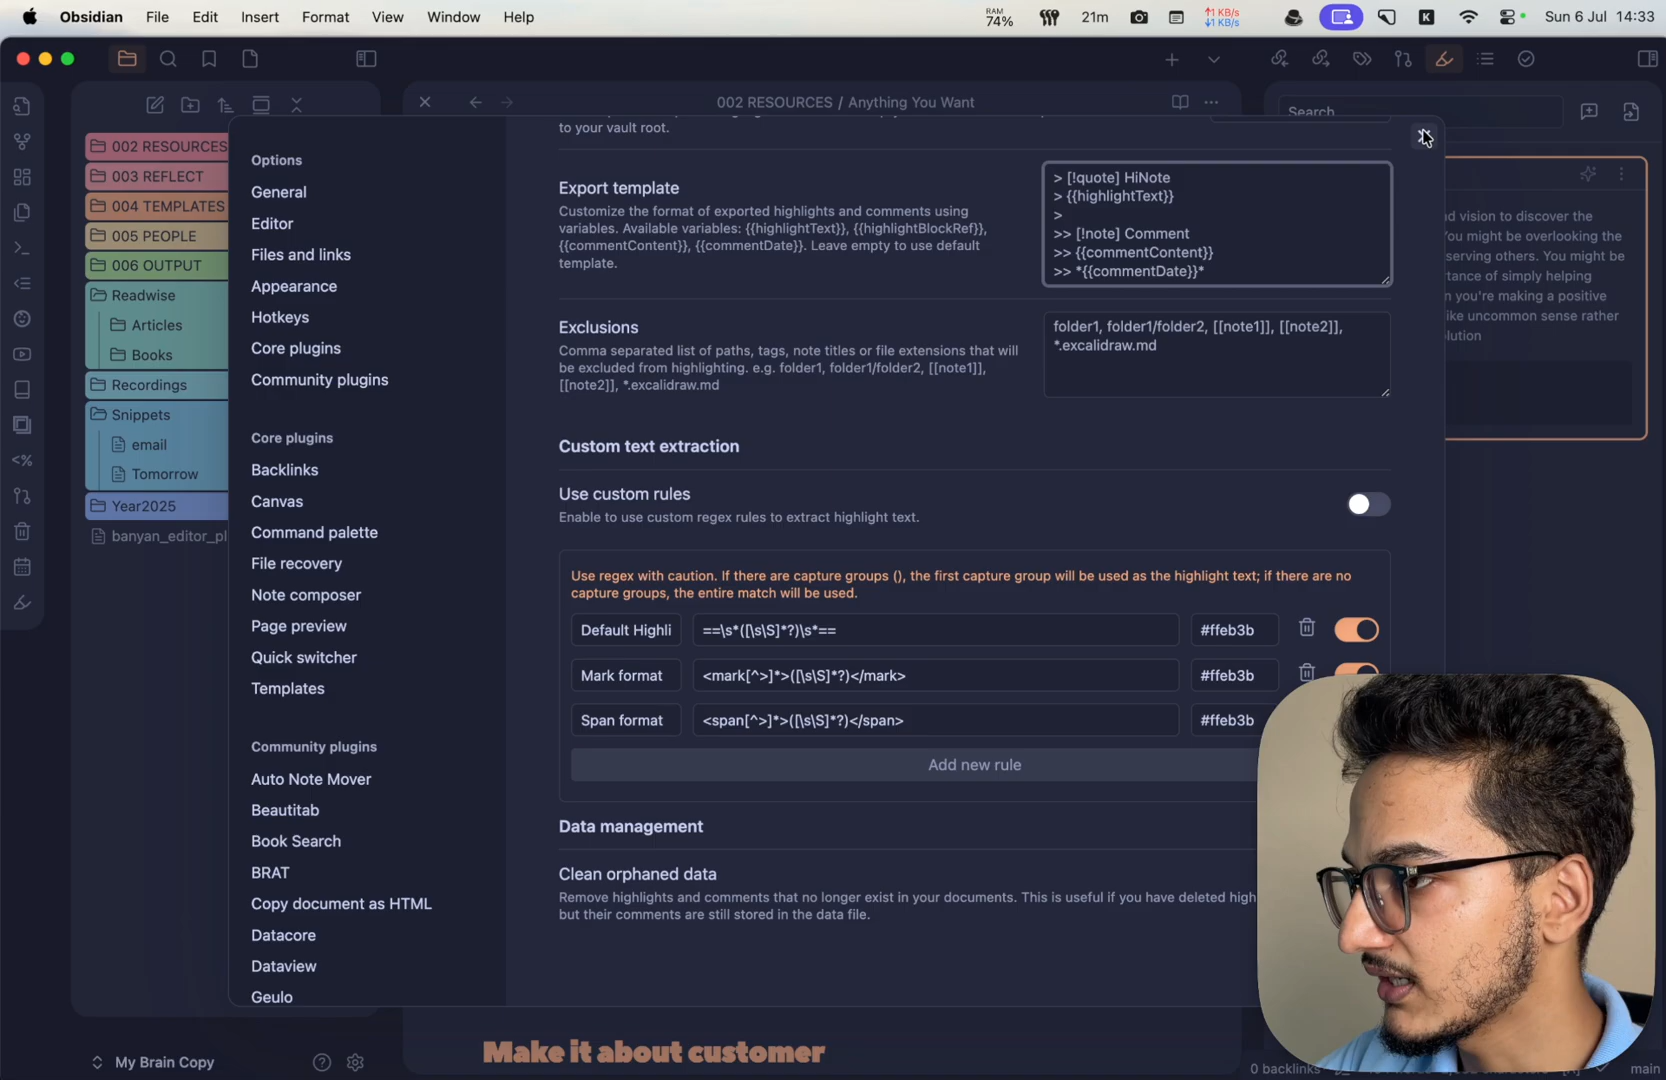 Obsidian File Edit Insert Format View Window Help
RAM 74%
21m
↑1 KB/s
↓1 KB/s
K
Sun 6 Jul 14:33
002 RESOURCES / Anything You Want
Search
002 RESOURCES
003 REFLECT
004 TEMPLATES
005 PEOPLE
006 OUTPUT
Readwise
Articles
Books
Recordings
Snippets
email
Tomorrow
Year2025
banyan_editor_pl
My Brain Copy
Options
General
Editor
Files and links
Appearance
Hotkeys
Core plugins
Community plugins
Core plugins
Backlinks
Canvas
Command palette
File recovery
Note composer
Page preview
Quick switcher
Templates
Community plugins
Auto Note Mover
Beautitab
Book Search
BRAT
Copy document as HTML
Datacore
Dataview
Geulo
to your vault root.
Export template
Customize the format of exported highlights and comments using
variables. Available variables: {{highlightText}}, {{highlightBlockRef}},
{{commentContent}}, {{commentDate}}. Leave empty to use default
template.
> [!quote] HiNote
> {{highlightText}}
>
>> [!note] Comment
>> {{commentContent}}
>> *{{commentDate}}*
Exclusions
Comma separated list of paths, tags, note titles or file extensions that will
be excluded from highlighting. e.g. folder1, folder1/folder2, [[note1]],
[[note2]], *.excalidraw.md
folder1, folder1/folder2, [[note1]], [[note2]],
*.excalidraw.md
Custom text extraction
Use custom rules
Enable to use custom regex rules to extract highlight text.
Use regex with caution. If there are capture groups (), the first capture group will be used as the highlight text; if there are no
capture groups, the entire match will be used.
Default Highli ==\s*([\s\S]*?)\s*== #ffeb3b
Mark format <mark[^>]*>([\s\S]*?)</mark> #ffeb3b
Span format <span[^>]*>([\s\S]*?)</span> #ffeb3b
Add new rule
Data management
Clean orphaned data
Remove highlights and comments that no longer exist in your documents. This is useful if you have deleted high
but their comments are still stored in the data file.
d vision to discover the
ou might be overlooking the
serving others. You might be
tance of simply helping
n you're making a positive
ike uncommon sense rather
lution
Make it about customer
0 backlinks
main